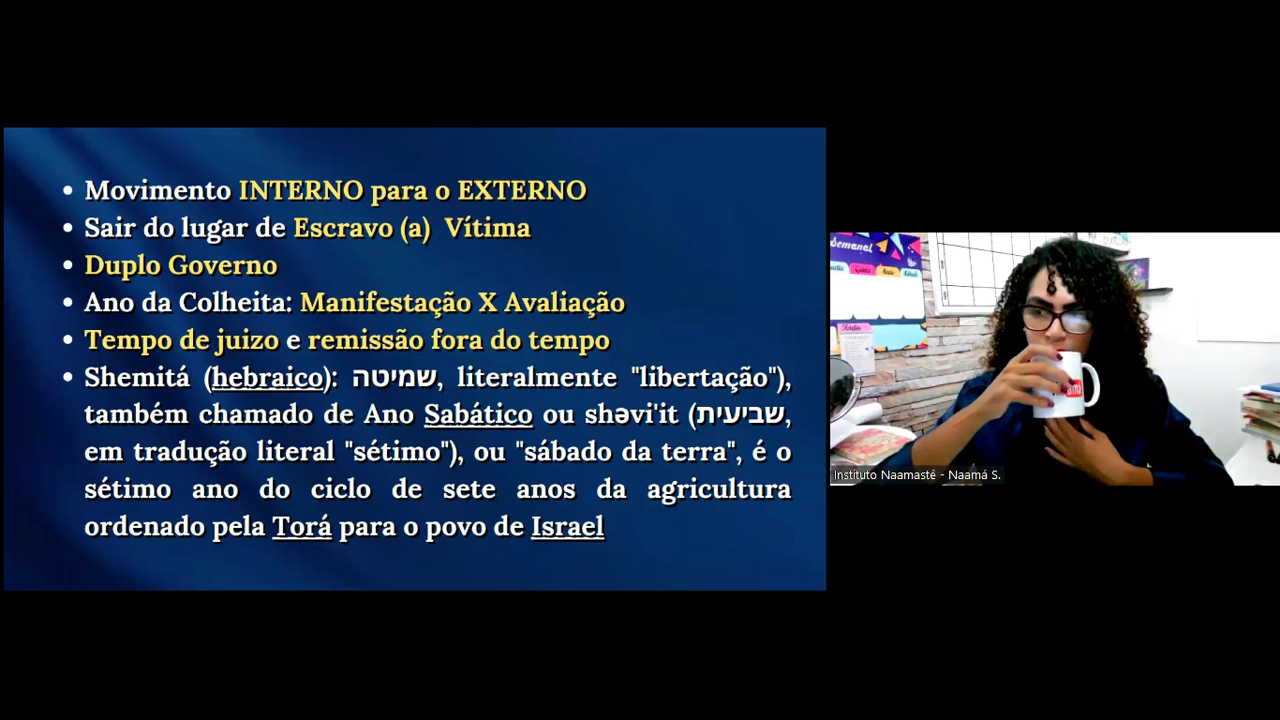 • Movimento INTERNO para o EXTERNO
• Sair do lugar de Escravo (a) Vítima
• Duplo Governo
• Ano da Colheita: Manifestação X Avaliação
• Tempo de juizo e remissão fora do tempo
• Shemitá (hebraico): שמיטה, literalmente "libertação"),
também chamado de Ano Sabático ou shəvi'it (שביעית,
em tradução literal "sétimo"), ou "sábado da terra", é o
sétimo ano do ciclo de sete anos da agricultura
ordenado pela Torá para o povo de Israel
Semanal
Instituto Naamastê - Naamá S.